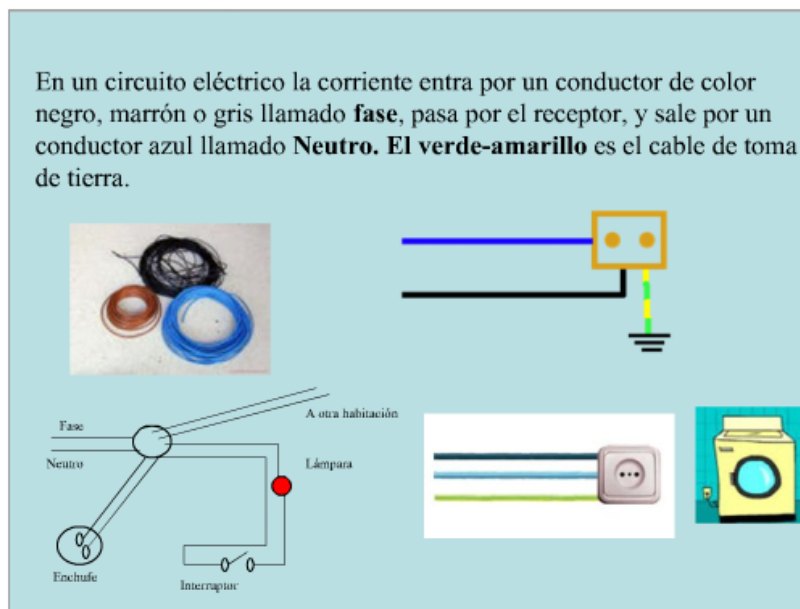 En un circuito eléctrico la corriente entra por un conductor de color
negro, marrón o gris llamado fase, pasa por el receptor, y sale por un
conductor azul llamado Neutro. El verde-amarillo es el cable de toma
de tierra.
A otra habitación
Fase
Neutro
Lámpara
Enchufe
Interruptor